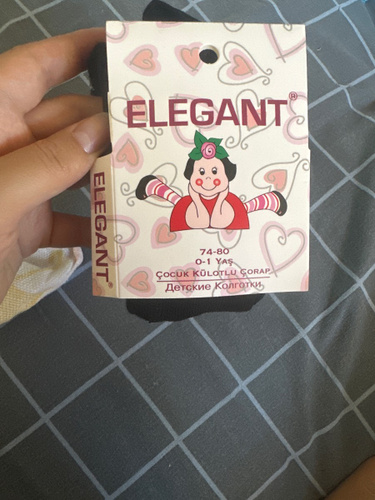 ELEGANT®
ELEGANT®
74-80
0-1 YAŞ
ÇOCUK KÜLOTLU ÇORAP
Детские Колготки